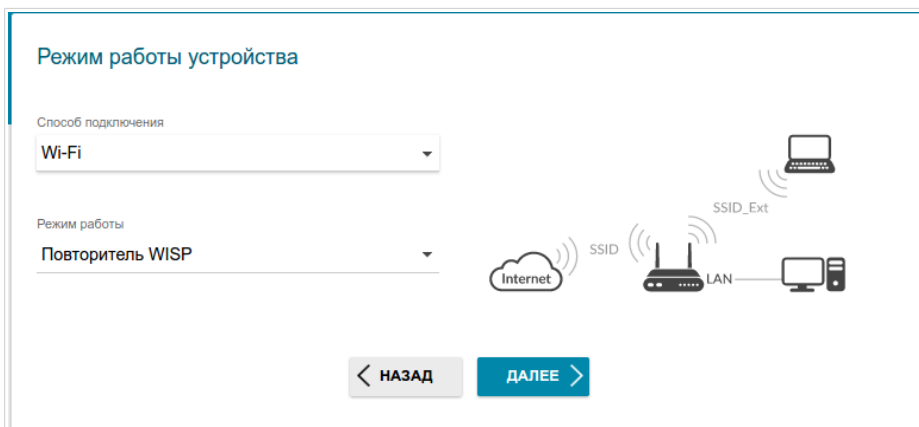 Режим работы устройства
Способ подключения
Wi-Fi
Режим работы
Повторитель WISP
SSID_Ext
SSID
Internet
LAN
НАЗАД
ДАЛЕЕ